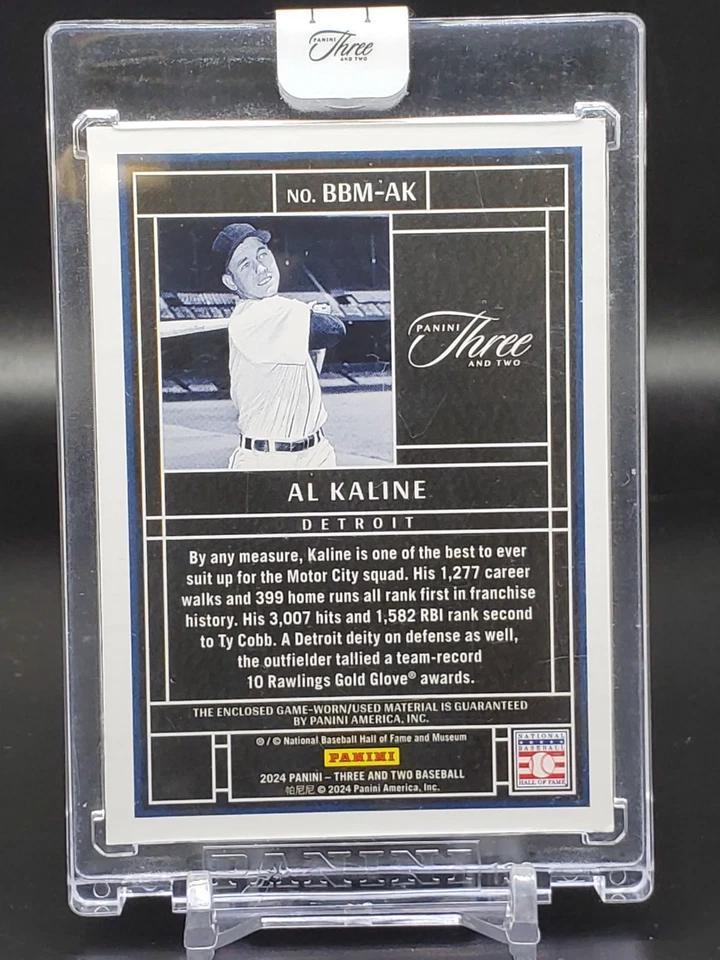 PANINI
Three
AND TWO
NO. BBM-AK
PANINI
Three
AND TWO
AL KALINE
DETROIT
By any measure, Kaline is one of the best to ever
suit up for the Motor City squad. His 1,277 career
walks and 399 home runs all rank first in franchise
history. His 3,007 hits and 1,582 RBI rank second
to Ty Cobb. A Detroit deity on defense as well,
the outfielder tallied a team-record
10 Rawlings Gold Glove® awards.
THE ENCLOSED GAME-WORN/USED MATERIAL IS GUARANTEED
BY PANINI AMERICA, INC.
®/© National Baseball Hall of Fame and Museum
PANINI
2024 PANINI – THREE AND TWO BASEBALL
帕尼尼 © 2024 Panini America, Inc.
NATIONAL
BASEBALL
HALL OF FAME
PANINI